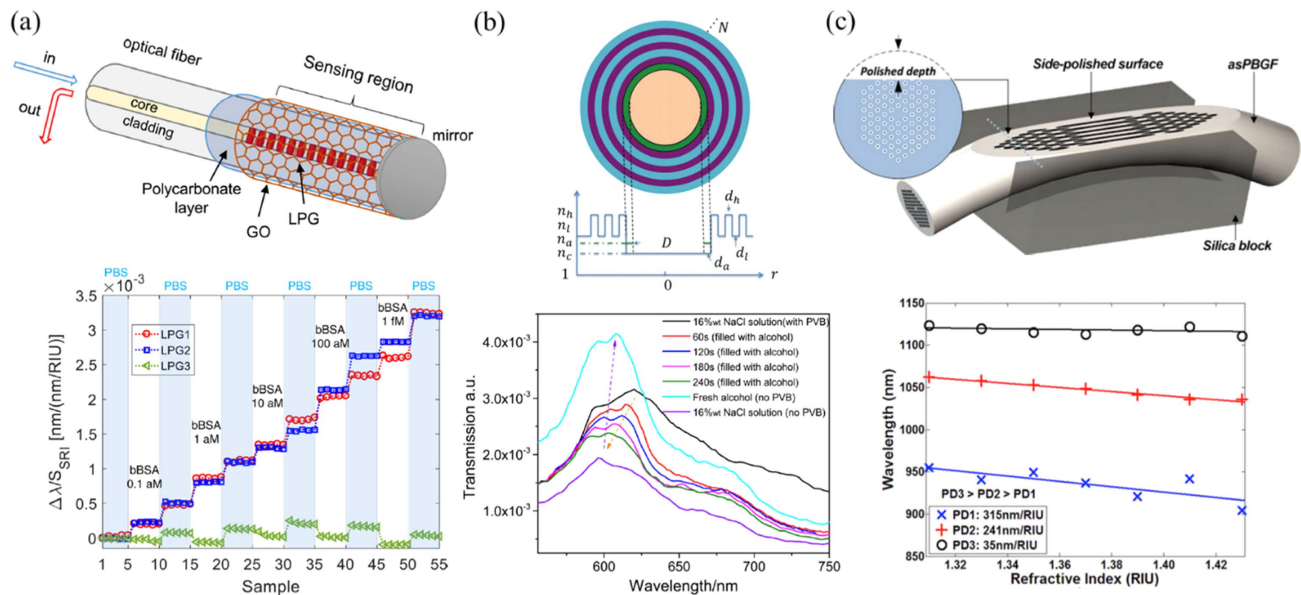 (a)
in
out
optical fiber
core
cladding
Sensing region
mirror
Polycarbonate
layer
GO
LPG
PBS
PBS
PBS
PBS
PBS
PBS
×10⁻³
3.5
3
2.5
2
1.5
1
0.5
0
Δλ/S_SRI [nm/(nm/RIU)]
LPG1
LPG2
LPG3
bBSA
0.1 aM
bBSA
1 aM
bBSA
10 aM
bBSA
100 aM
bBSA
1 fM
1 5 10 15 20 25 30 35 40 45 50 55
Sample
(b)
N
n_h
n_l
n_a
n_c
1
D
d_h
d_l
d_a
0
r
4.0×10⁻³
3.0×10⁻³
2.0×10⁻³
1.0×10⁻³
Transmission a.u.
16%wt NaCl solution(with PVB)
60s (filled with alcohol)
120s (filled with alcohol)
180s (filled with alcohol)
240s (filled with alcohol)
Fresh alcohol (no PVB)
16%wt NaCl solution (no PVB)
600 650 700 750
Wavelength/nm
(c)
Polished depth
Side-polished surface
asPBGF
Silica block
1150
1100
1050
1000
950
900
850
Wavelength (nm)
PD3 > PD2 > PD1
PD1: 315nm/RIU
PD2: 241nm/RIU
PD3: 35nm/RIU
1.32 1.34 1.36 1.38 1.40 1.42
Refractive Index (RIU)